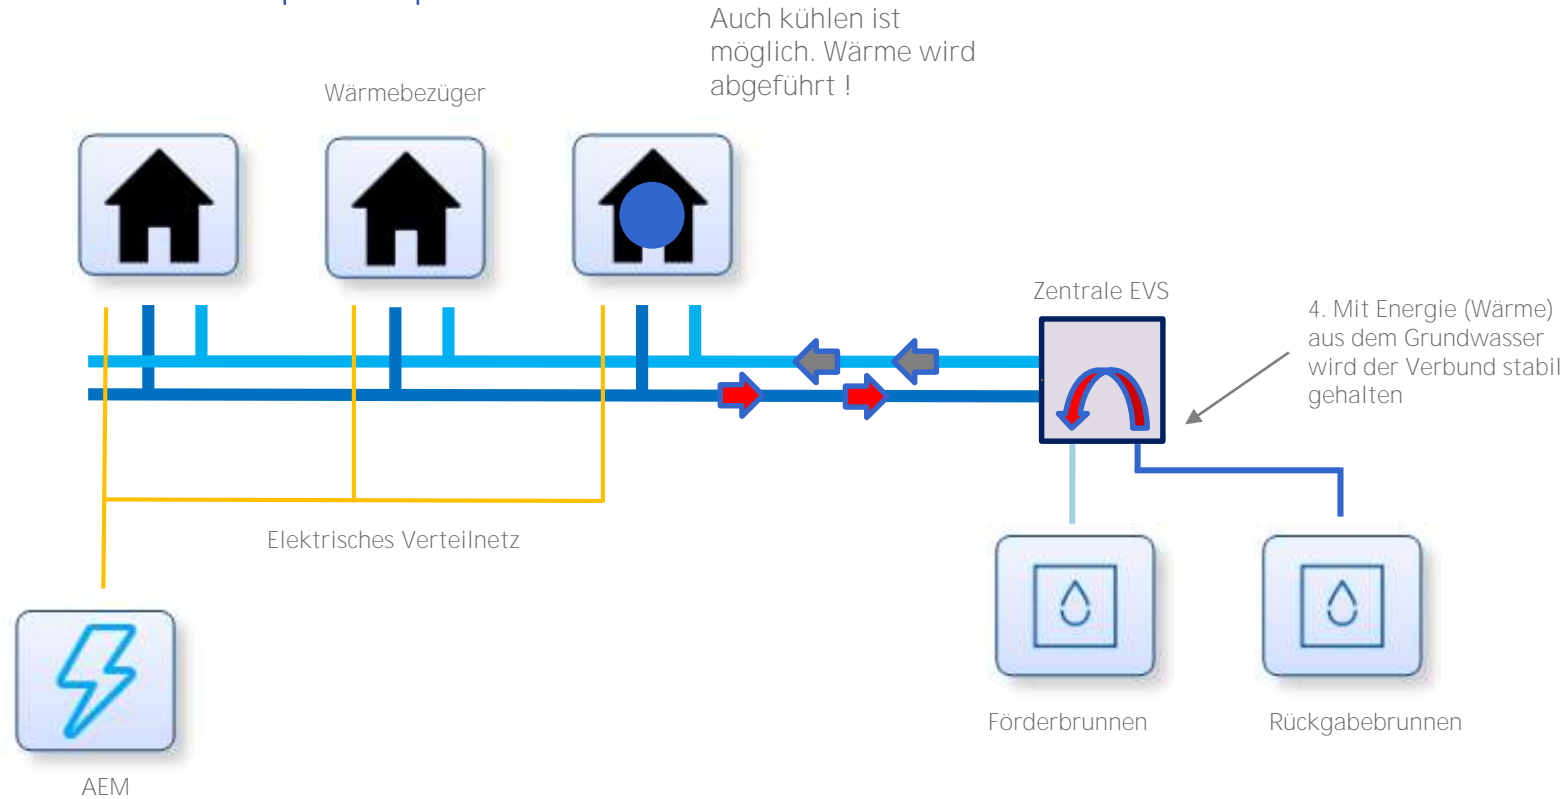 Auch kühlen ist
möglich. Wärme wird
abgeführt !
Wärmebezüger
Zentrale EVS
4. Mit Energie (Wärme)
aus dem Grundwasser
wird der Verbund stabil
gehalten
Elektrisches Verteilnetz
Förderbrunnen
Rückgabebrunnen
AEM